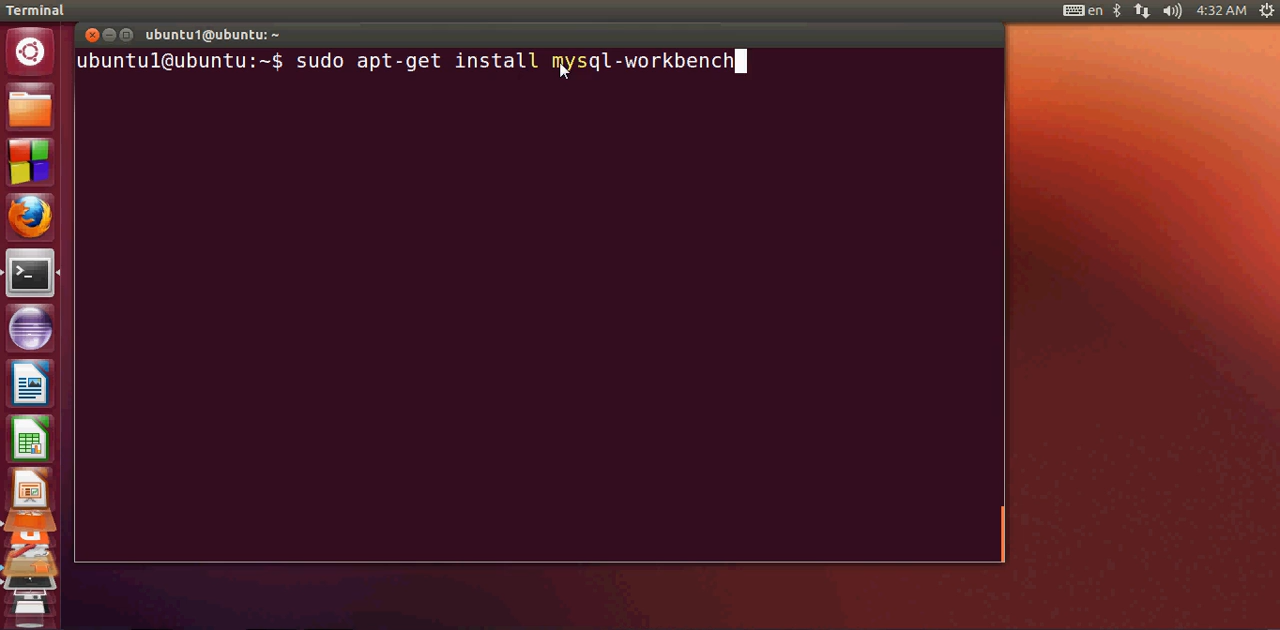 Terminal
en
4:32 AM
ubuntu1@ubuntu: ~
ubuntu1@ubuntu:~$ sudo apt-get install mysql-workbench